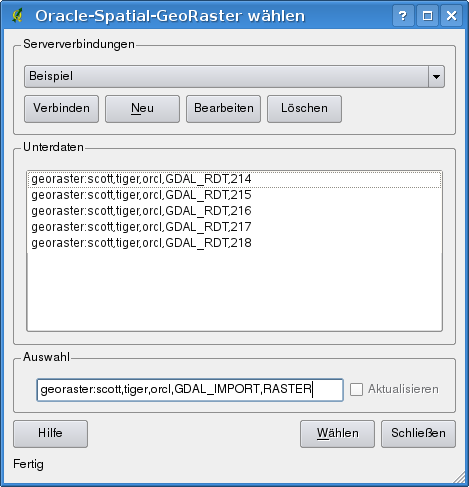 Oracle-Spatial-GeoRaster wählen
Serververbindungen
Beispiel
Verbinden Neu Bearbeiten Löschen
Unterdaten
georaster:scott,tiger,orcl,GDAL_RDT,214
georaster:scott,tiger,orcl,GDAL_RDT,215
georaster:scott,tiger,orcl,GDAL_RDT,216
georaster:scott,tiger,orcl,GDAL_RDT,217
georaster:scott,tiger,orcl,GDAL_RDT,218
Auswahl
georaster:scott,tiger,orcl,GDAL_IMPORT,RASTER Aktualisieren
Hilfe Wählen Schließen
Fertig